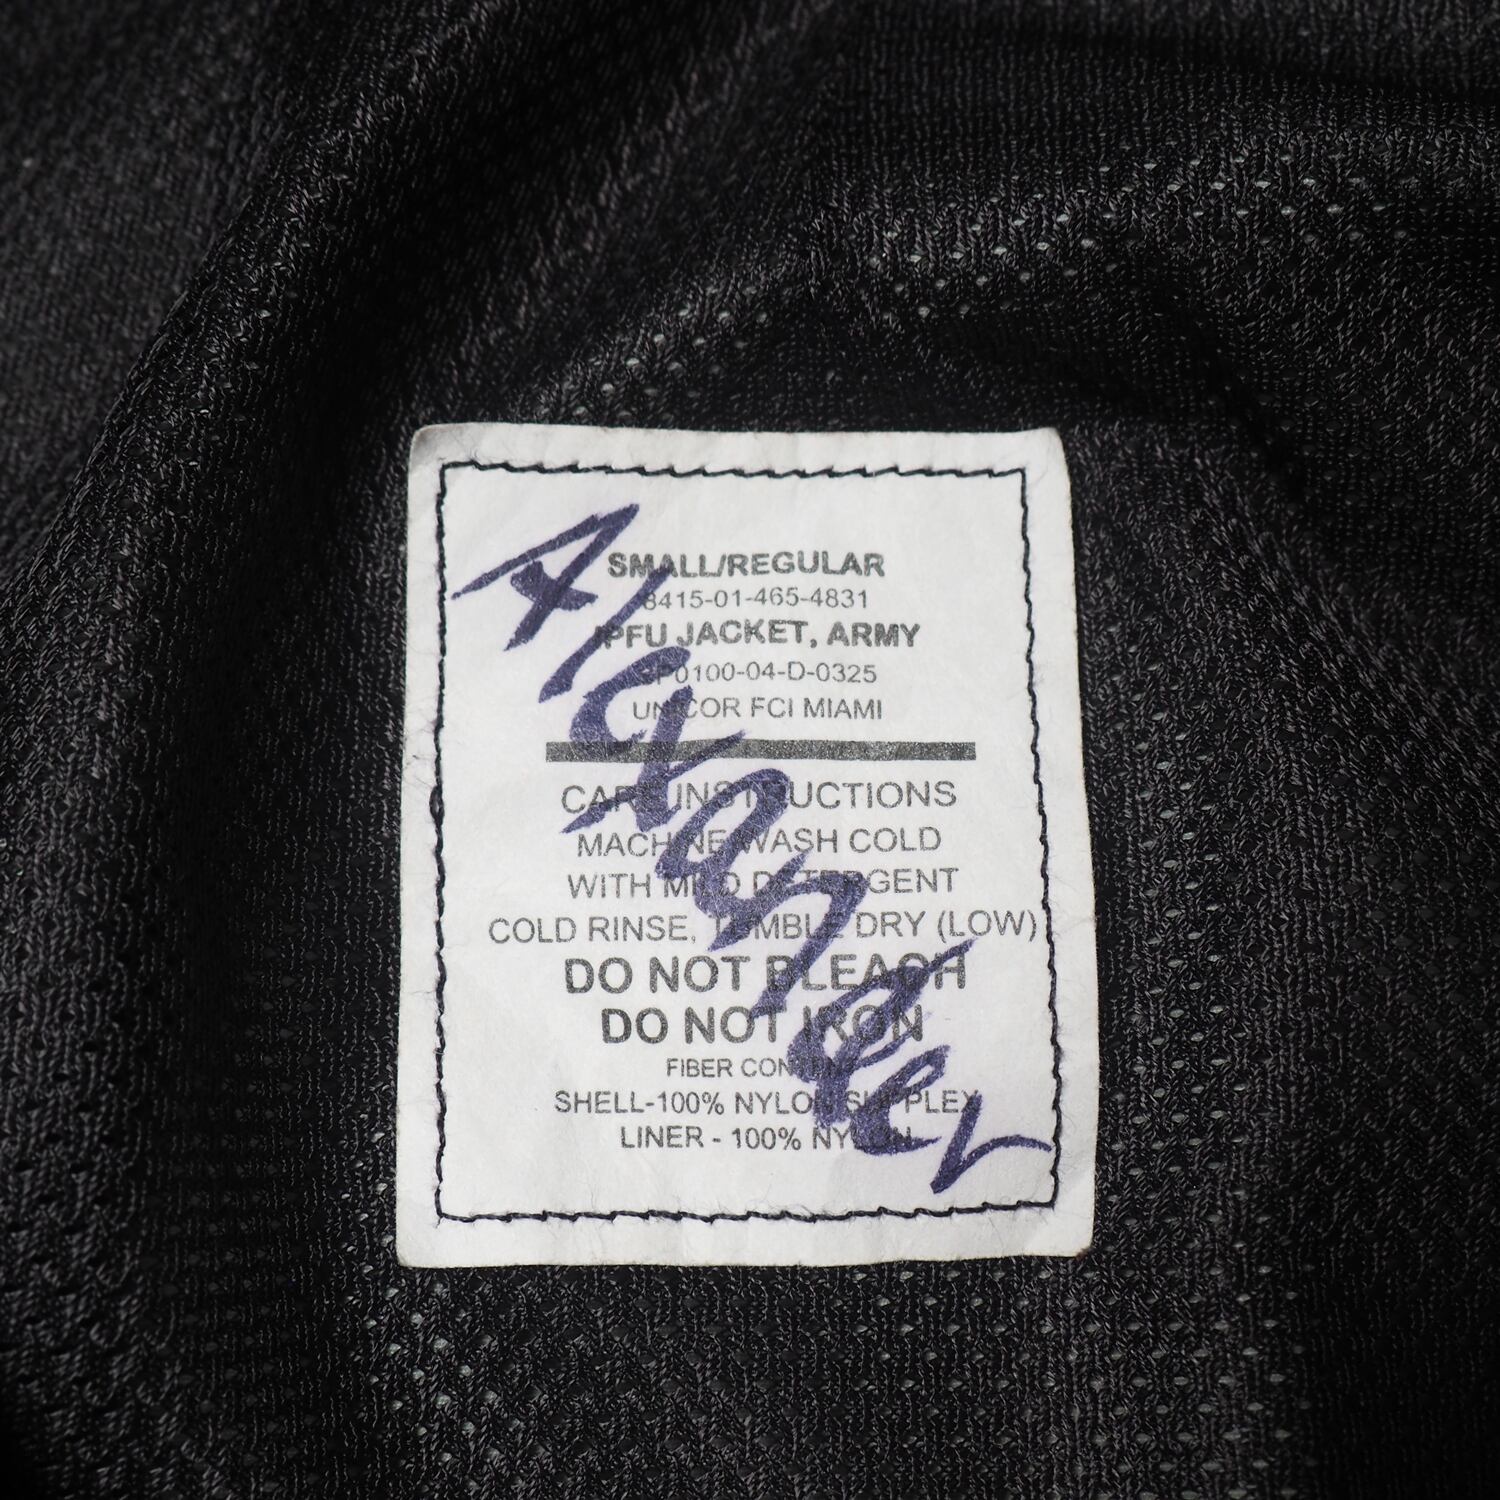 SMALL/REGULAR
8415-01-465-4831
IPFU JACKET, ARMY
SP0100-04-D-0325
UNICOR FCI MIAMI
CARE INSTRUCTIONS
MACHINE WASH COLD
WITH MILD DETERGENT
COLD RINSE, TUMBLE DRY (LOW)
DO NOT BLEACH
DO NOT IRON
FIBER CONTENT
SHELL-100% NYLON SUPPLEX
LINER - 100% NYLON
Alexander